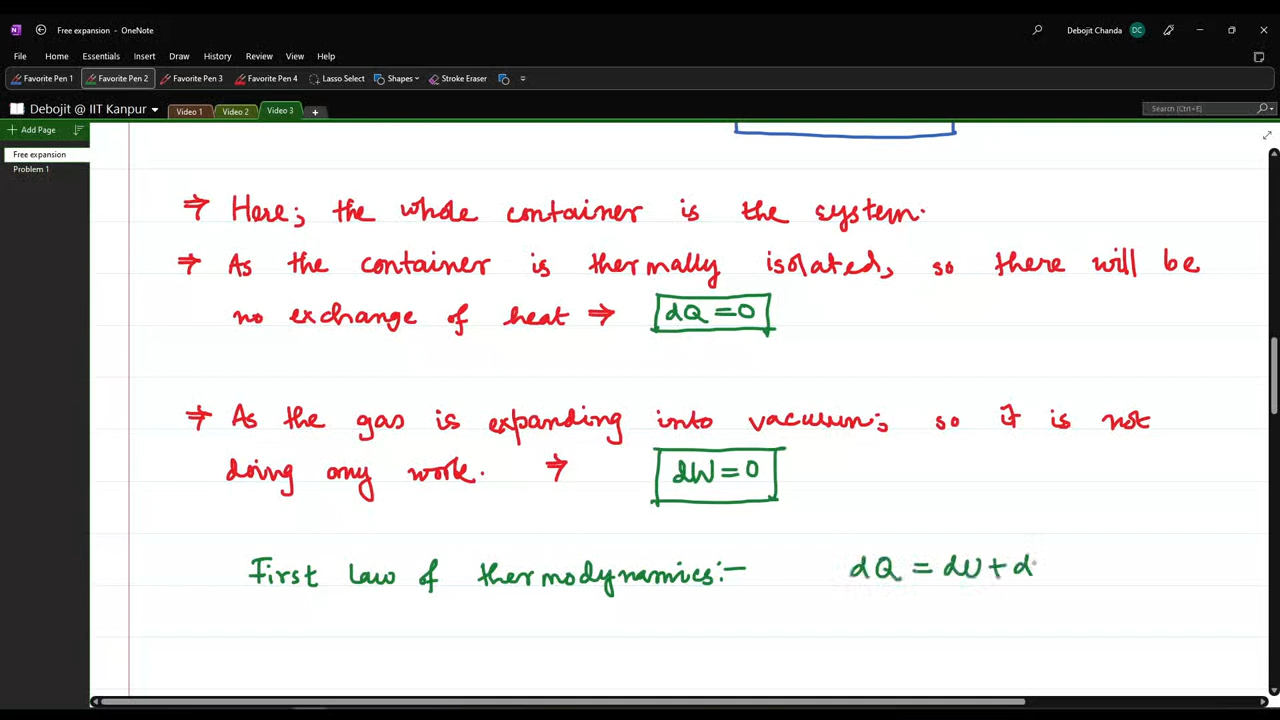 Free expansion - OneNote
Debojit Chanda DC
File Home Essentials Insert Draw History Review View Help
Favorite Pen 1 Favorite Pen 2 Favorite Pen 3 Favorite Pen 4 Lasso Select Shapes Stroke Eraser
Debojit @ IIT Kanpur Video 1 Video 2 Video 3 + Search (Ctrl+E)
+ Add Page
Free expansion
Problem 1
⇒ Here; the whole container is the system.
⇒ As the container is thermally isolated, so there will be
no exchange of heat ⇒ dQ = 0
⇒ As the gas is expanding into vacuum; so it is not
doing any work. ⇒ dW = 0
First law of thermodynamics:- dQ = dU + d